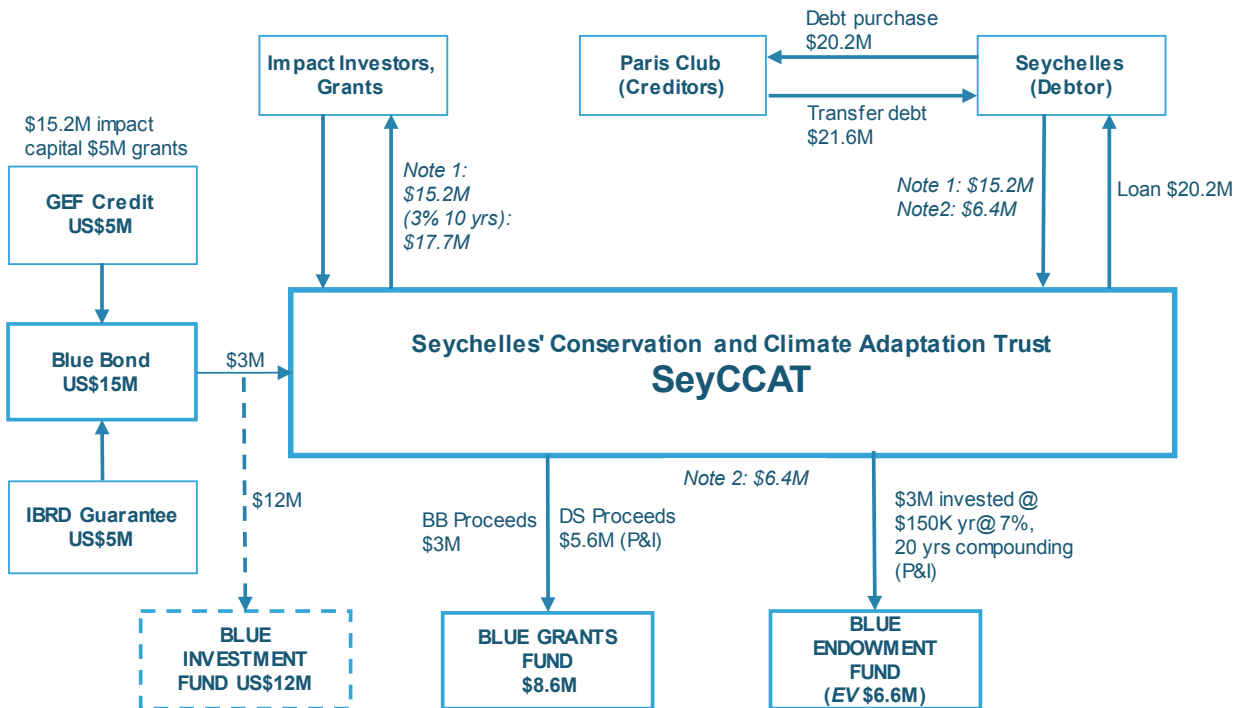 Debt purchase
$20.2M
Impact Investors,
Grants
Paris Club
(Creditors)
Seychelles
(Debtor)
Transfer debt
$21.6M
$15.2M impact
capital $5M grants
GEF Credit
US$5M
Note 1:
$15.2M
(3% 10 yrs):
$17.7M
Note 1: $15.2M
Note2: $6.4M
Loan $20.2M
Blue Bond
US$15M
$3M
Seychelles' Conservation and Climate Adaptation Trust
SeyCCAT
IBRD Guarantee
US$5M
$12M
BB Proceeds
$3M
DS Proceeds
$5.6M (P&I)
Note 2: $6.4M
$3M invested @
$150K yr@ 7%,
20 yrs compounding
(P&I)
BLUE
INVESTMENT
FUND US$12M
BLUE GRANTS
FUND
$8.6M
BLUE
ENDOWMENT
FUND
(EV $6.6M)